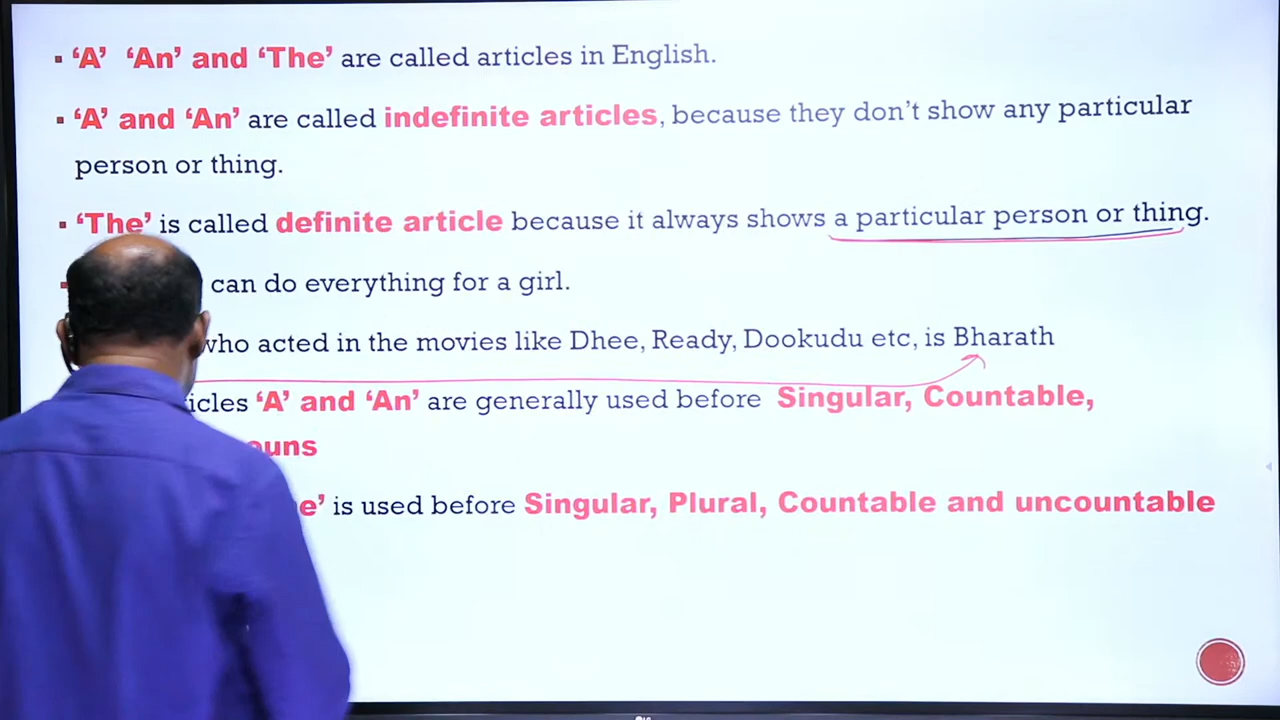 ‘A’ ‘An’ and ‘The’ are called articles in English.
‘A’ and ‘An’ are called indefinite articles, because they don’t show any particular
person or thing.
‘The’ is called definite article because it always shows a particular person or thing.
can do everything for a girl.
who acted in the movies like Dhee, Ready, Dookudu etc, is Bharath
icles ‘A’ and ‘An’ are generally used before Singular, Countable,
ouns
e’ is used before Singular, Plural, Countable and uncountable